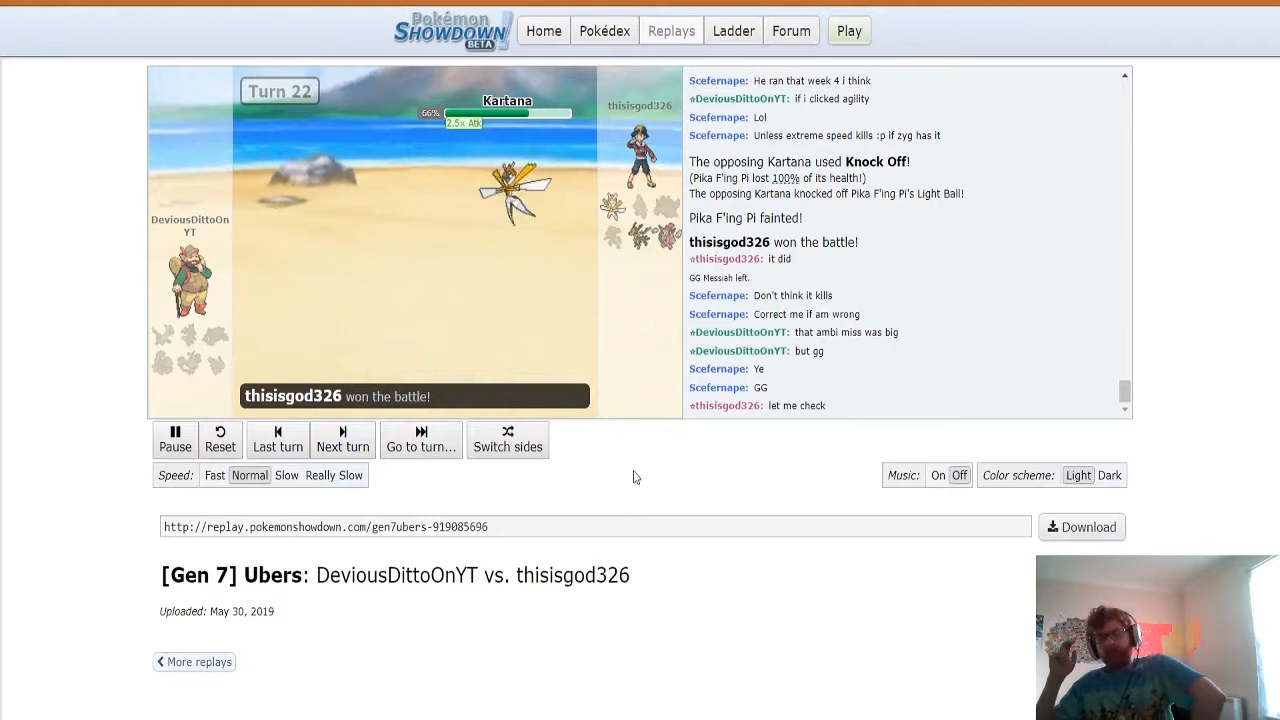 Pokémon
SHOWDOWN!
BETA
Home
Pokédex
Replays
Ladder
Forum
Play
Turn 22
Kartana
66%
2.5× Atk
thisisgod326
DeviousDittoOn
YT
thisisgod326 won the battle!
Scefernape: He ran that week 4 i think
☆DeviousDittoOnYT: if i clicked agility
Scefernape: Lol
Scefernape: Unless extreme speed kills :p if zyg has it
The opposing Kartana used Knock Off!
(Pika F'ing Pi lost 100% of its health!)
The opposing Kartana knocked off Pika F'ing Pi's Light Ball!
Pika F'ing Pi fainted!
thisisgod326 won the battle!
☆thisisgod326: it did
GG Messiah left.
Scefernape: Don't think it kills
Scefernape: Correct me if am wrong
☆DeviousDittoOnYT: that ambi miss was big
☆DeviousDittoOnYT: but gg
Scefernape: Ye
Scefernape: GG
☆thisisgod326: let me check
Pause
Reset
Last turn
Next turn
Go to turn...
Switch sides
Speed: Fast Normal Slow Really Slow
Music: On Off
Color scheme: Light Dark
http://replay.pokemonshowdown.com/gen7ubers-919085696
Download
[Gen 7] Ubers: DeviousDittoOnYT vs. thisisgod326
Uploaded: May 30, 2019
More replays